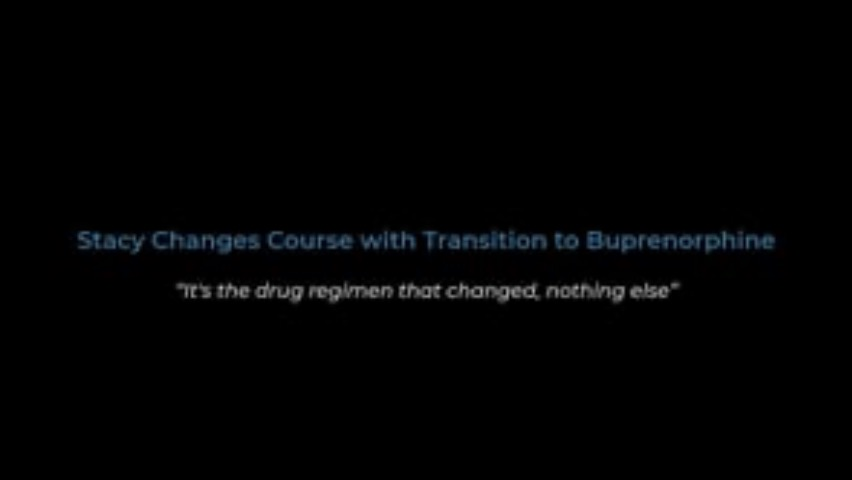 Stacy Changes Course with Transition to Buprenorphine
"It's the drug regimen that changed, nothing else"